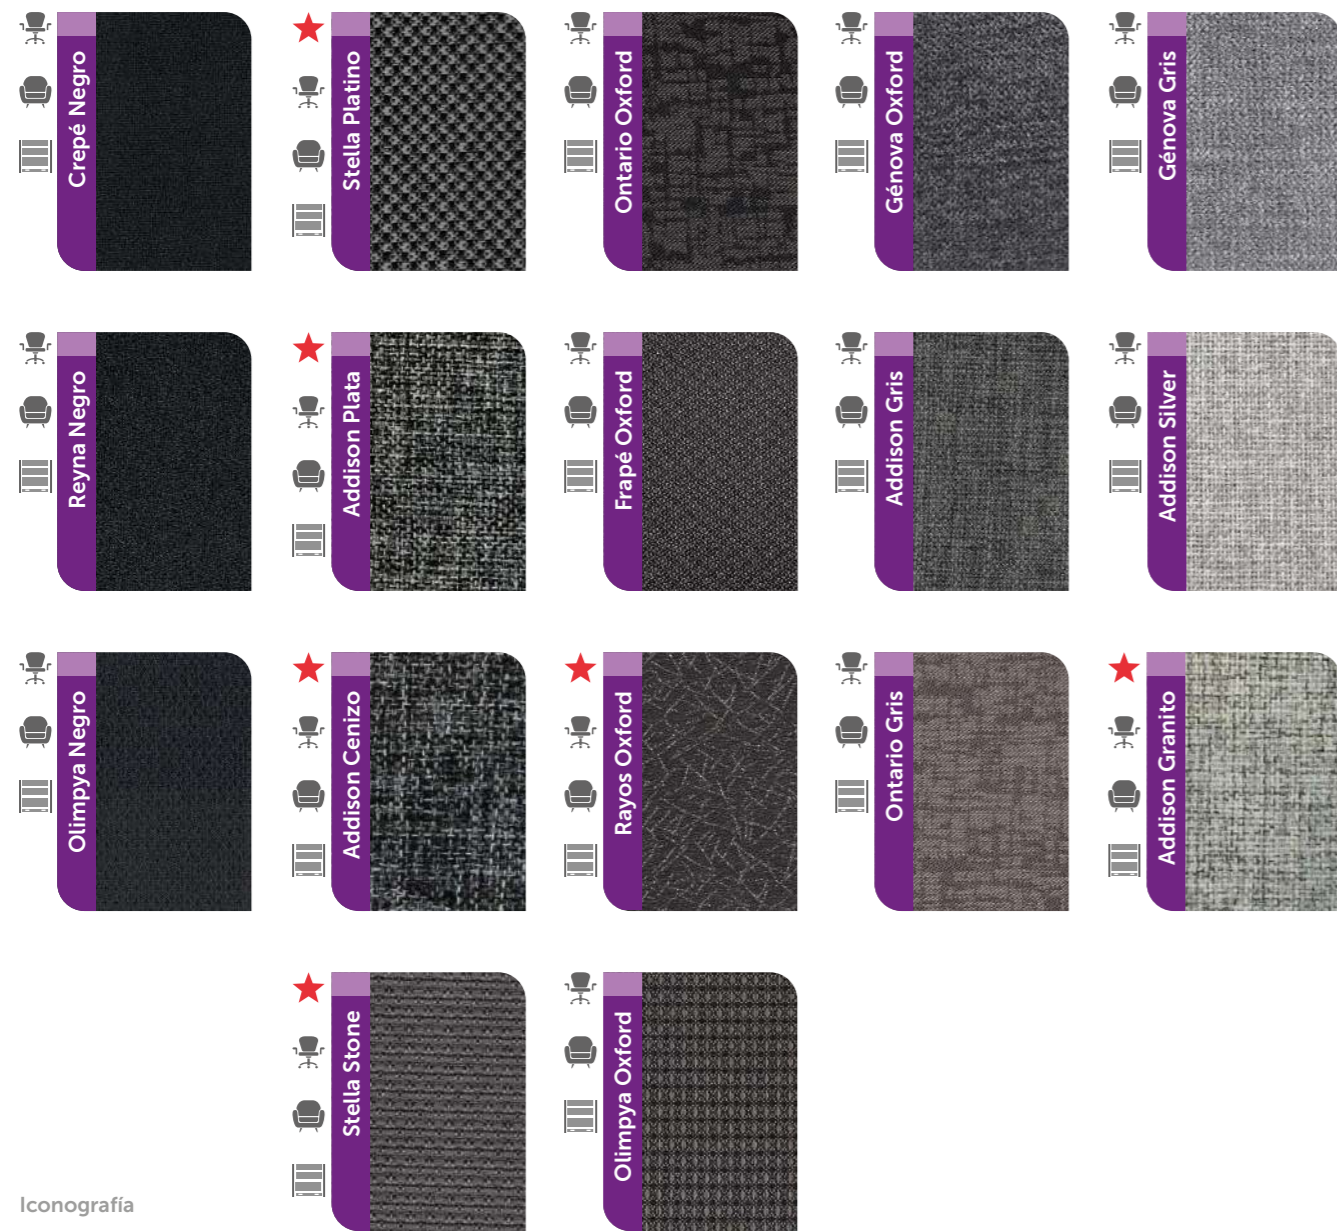 Crepé Negro
Stella Platino
Ontario Oxford
Génova Oxford
Génova Gris
Reyna Negro
Addison Plata
Frapé Oxford
Addison Gris
Addison Silver
Olimpya Negro
Addison Cenizo
Rayos Oxford
Ontario Gris
Addison Granito
Stella Stone
Olimpya Oxford
Iconografía